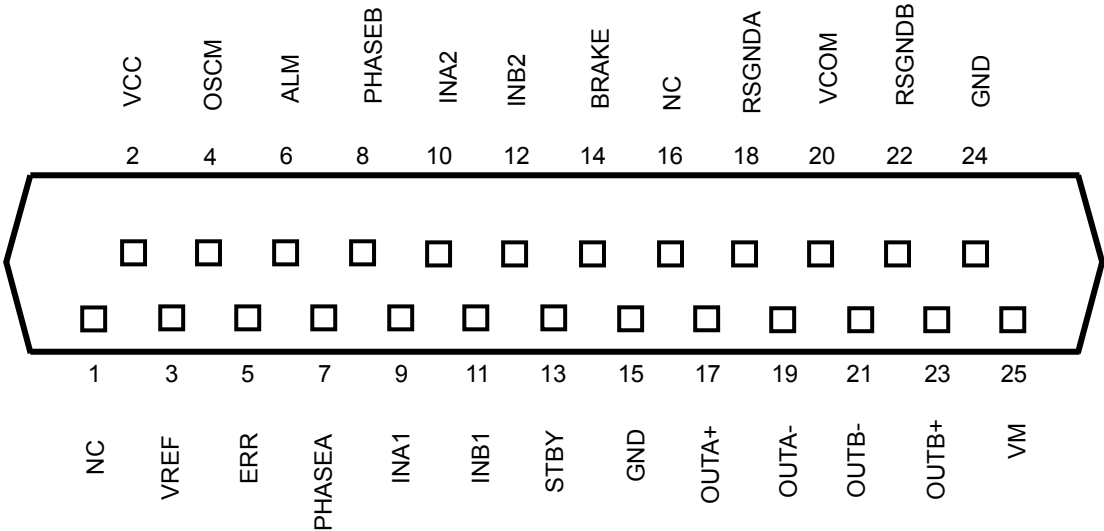 VCC OSCM ALM PHASEB INA2 INB2 BRAKE NC RSGNDA VCOM RSGNDB GND
2 4 6 8 10 12 14 16 18 20 22 24
1 3 5 7 9 11 13 15 17 19 21 23 25
NC VREF ERR PHASEA INA1 INB1 STBY GND OUTA+ OUTA- OUTB- OUTB+ VM